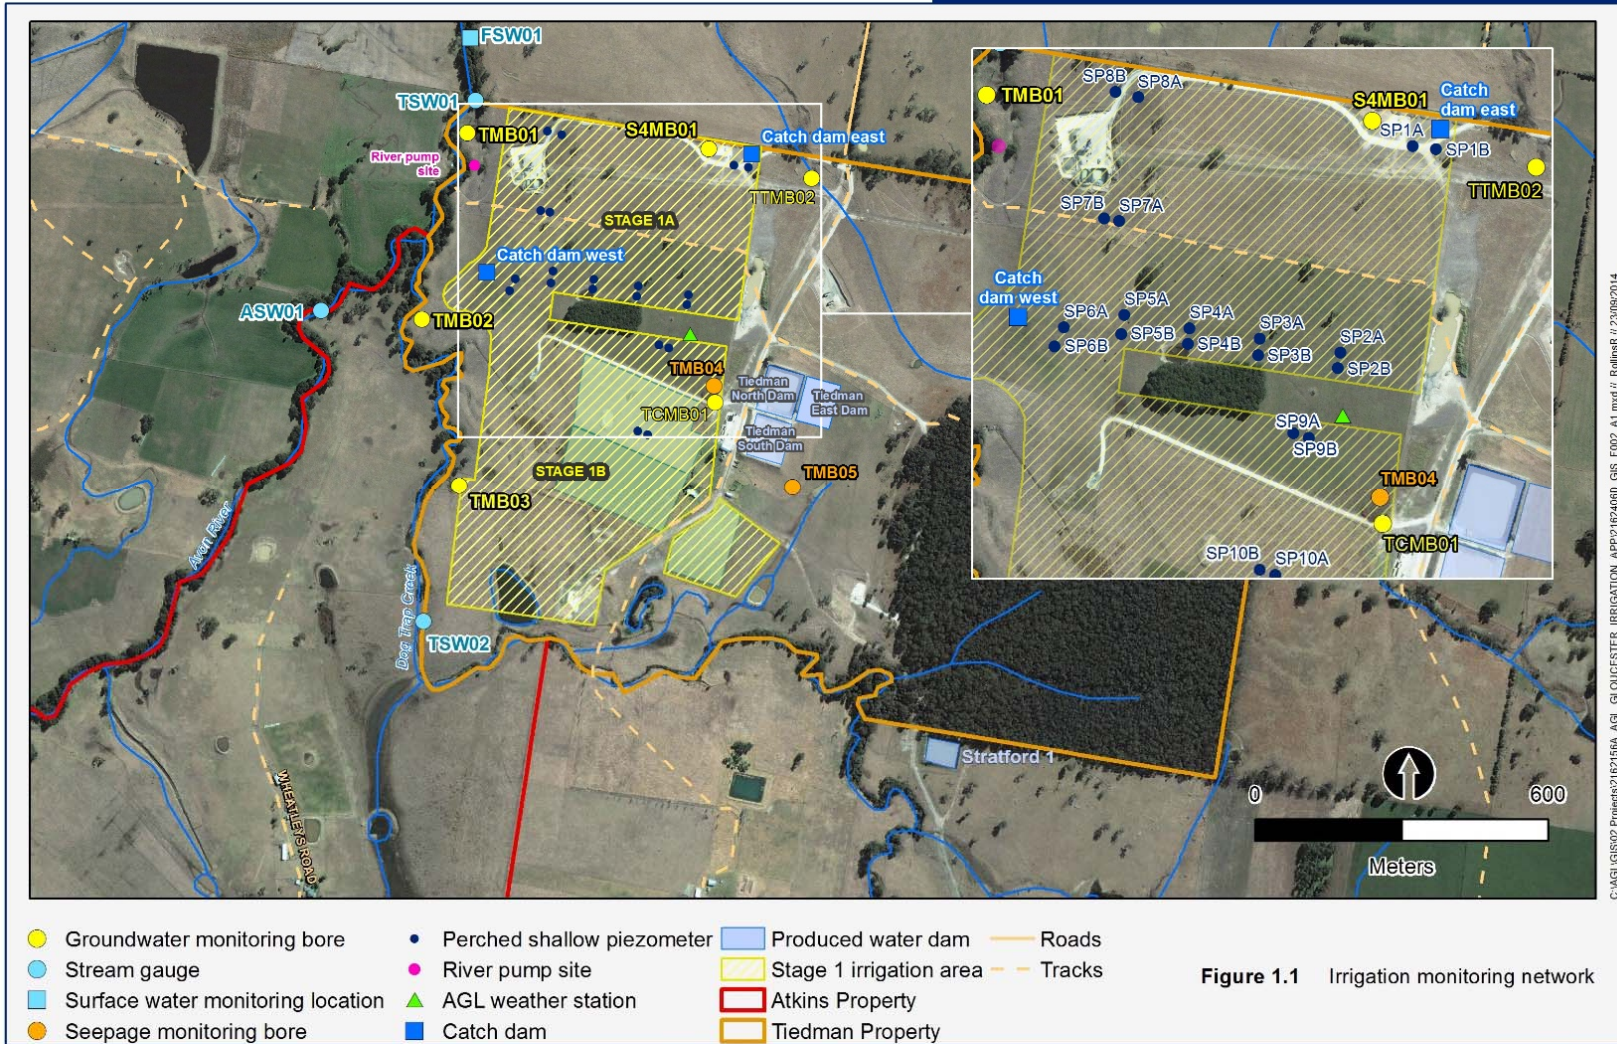 FSW01
TSW01
TMB01
River pump
site
S4MB01
Catch dam east
TTMB02
STAGE 1A
Catch dam west
ASW01
TMB02
TMB04
TCMB01
Tiedman
North Dam
Tiedman
East Dam
Tiedman
South Dam
STAGE 1B
TMB05
TMB03
Avon River
Dog Trap Creek
TSW02
Stratford 1
WHEATLEYS ROAD
TMB01
SP8B
SP8A
S4MB01
Catch
dam east
SP1A
SP1B
TTMB02
SP7B
SP7A
Catch
dam west
SP6A
SP5A
SP4A
SP3A
SP2A
SP6B
SP5B
SP4B
SP3B
SP2B
SP9A
SP9B
TMB04
TCMB01
SP10B
SP10A
0 600
Meters
Groundwater monitoring bore
Stream gauge
Surface water monitoring location
Seepage monitoring bore
Perched shallow piezometer
River pump site
AGL weather station
Catch dam
Produced water dam
Stage 1 irrigation area
Atkins Property
Tiedman Property
Roads
Tracks
Figure 1.1 Irrigation monitoring network